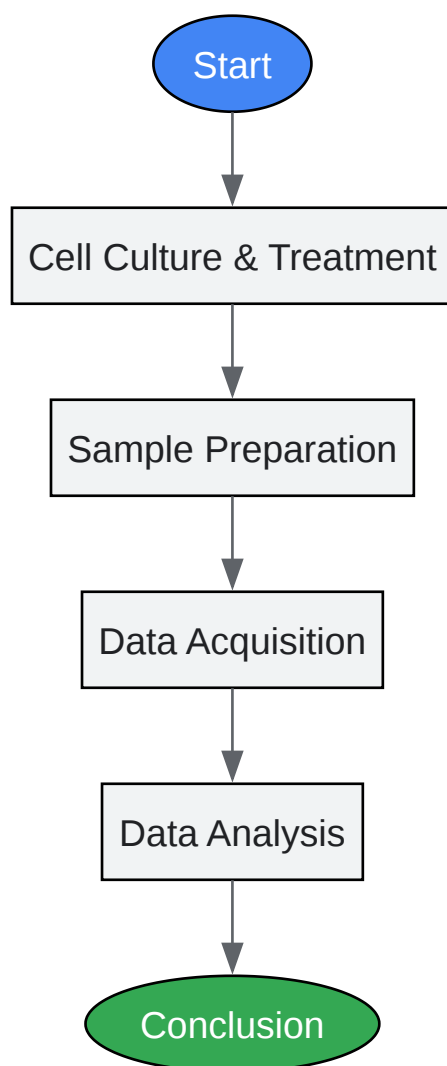 Start
Cell Culture & Treatment
Sample Preparation
Data Acquisition
Data Analysis
Conclusion